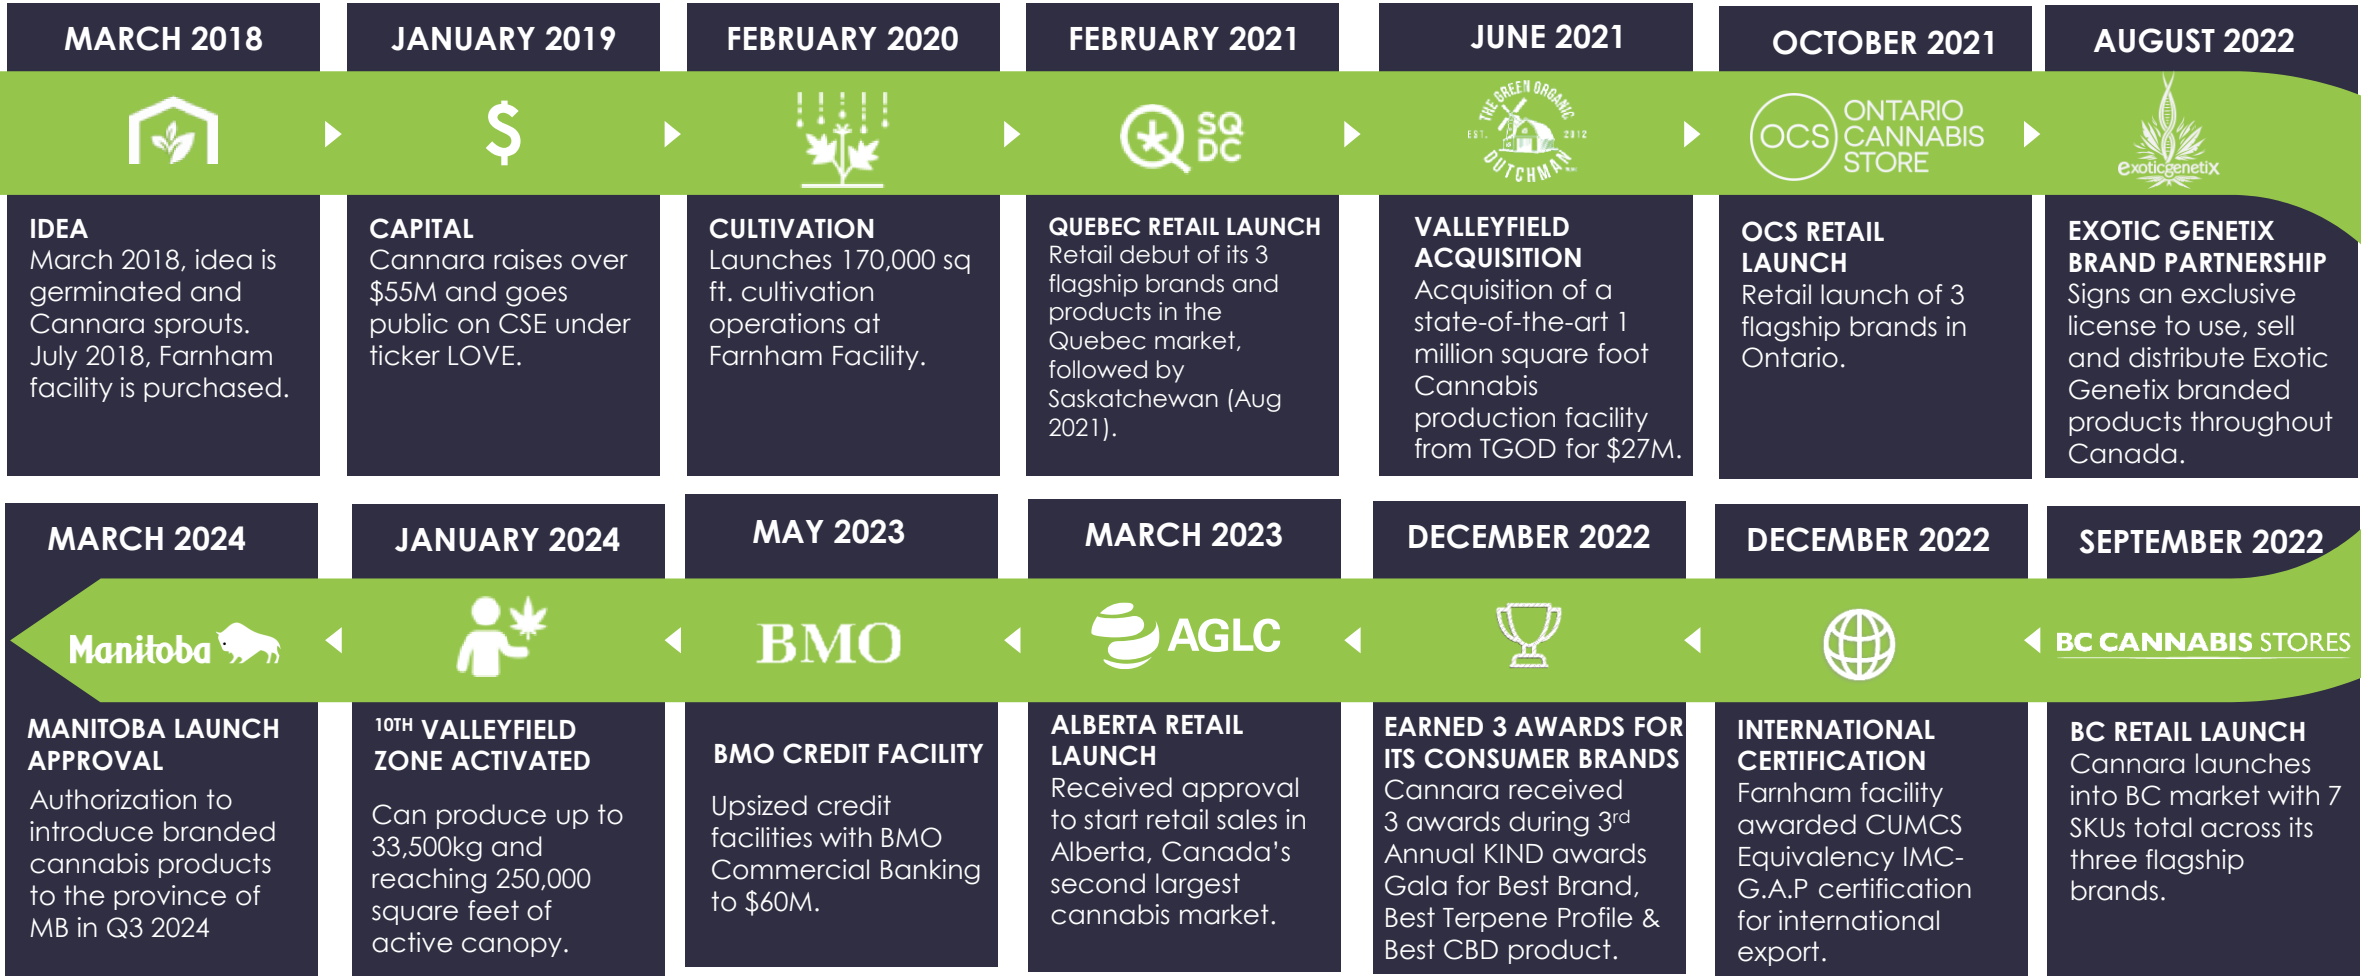 MARCH 2018
IDEA
March 2018, idea is
germinated and
Cannara sprouts.
July 2018, Farnham
facility is purchased.
JANUARY 2019
$
CAPITAL
Cannara raises over
$55M and goes
public on CSE under
ticker LOVE.
FEBRUARY 2020
CULTIVATION
Launches 170,000 sq
ft. cultivation
operations at
Farnham Facility.
FEBRUARY 2021
SQ
DC
QUEBEC RETAIL LAUNCH
Retail debut of its 3
flagship brands and
products in the
Quebec market,
followed by
Saskatchewan (Aug
2021).
JUNE 2021
THE GREEN ORGANIC
EST. 2012
DUTCHMAN
VALLEYFIELD
ACQUISITION
Acquisition of a
state-of-the-art 1
million square foot
Cannabis
production facility
from TGOD for $27M.
OCTOBER 2021
OCS
ONTARIO
CANNABIS
STORE
OCS RETAIL
LAUNCH
Retail launch of 3
flagship brands in
Ontario.
AUGUST 2022
exoticgenetix
EXOTIC GENETIX
BRAND PARTNERSHIP
Signs an exclusive
license to use, sell
and distribute Exotic
Genetix branded
products throughout
Canada.
SEPTEMBER 2022
BC CANNABIS STORES
BC RETAIL LAUNCH
Cannara launches
into BC market with 7
SKUs total across its
three flagship
brands.
DECEMBER 2022
INTERNATIONAL
CERTIFICATION
Farnham facility
awarded CUMCS
Equivalency IMC-
G.A.P certification
for international
export.
DECEMBER 2022
EARNED 3 AWARDS FOR
ITS CONSUMER BRANDS
Cannara received
3 awards during 3rd
Annual KIND awards
Gala for Best Brand,
Best Terpene Profile &
Best CBD product.
MARCH 2023
AGLC
ALBERTA RETAIL
LAUNCH
Received approval
to start retail sales in
Alberta, Canada’s
second largest
cannabis market.
MAY 2023
BMO
BMO CREDIT FACILITY
Upsized credit
facilities with BMO
Commercial Banking
to $60M.
JANUARY 2024
10TH VALLEYFIELD
ZONE ACTIVATED
Can produce up to
33,500kg and
reaching 250,000
square feet of
active canopy.
MARCH 2024
Manitoba
MANITOBA LAUNCH
APPROVAL
Authorization to
introduce branded
cannabis products
to the province of
MB in Q3 2024